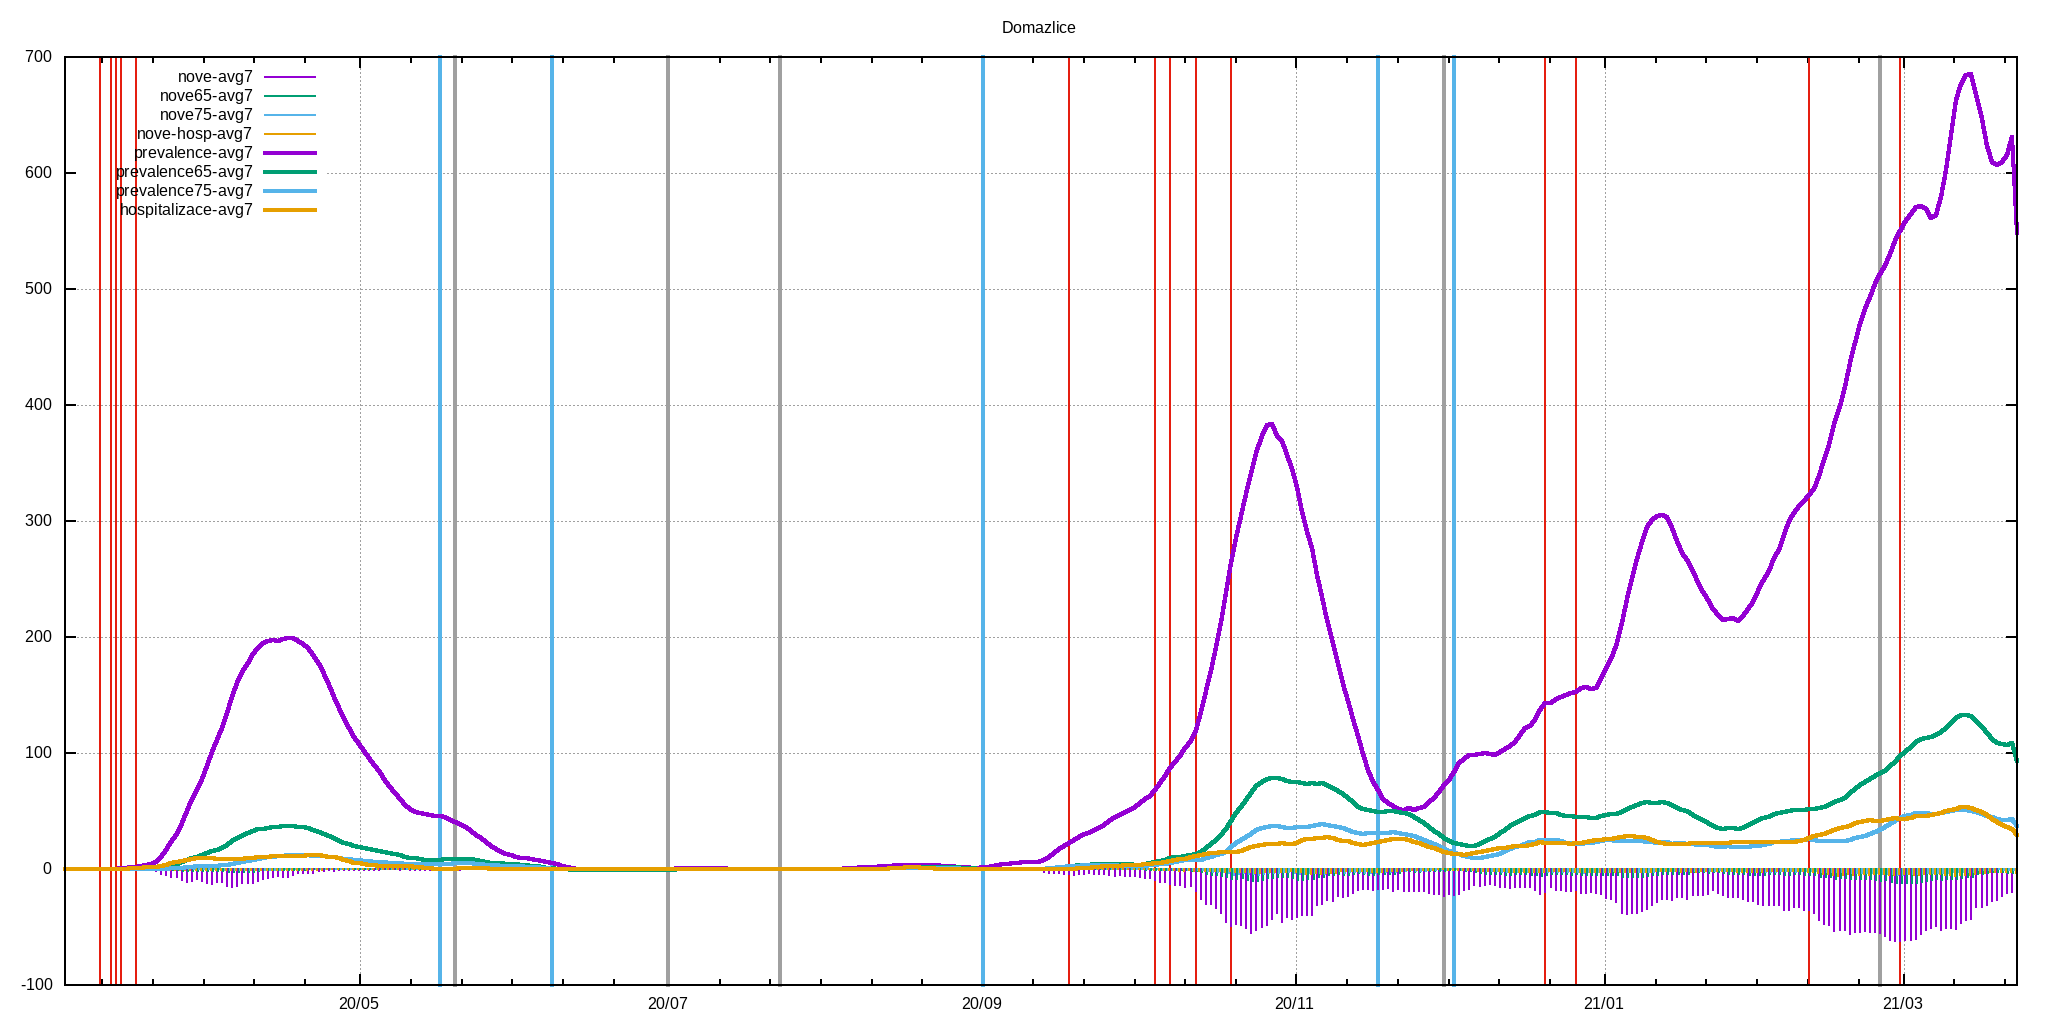 Domazlice
700
600
500
400
300
200
100
0
-100
nove-avg7
nove65-avg7
nove75-avg7
nove-hosp-avg7
prevalence-avg7
prevalence65-avg7
prevalence75-avg7
hospitalizace-avg7
20/05
20/07
20/09
20/11
21/01
21/03